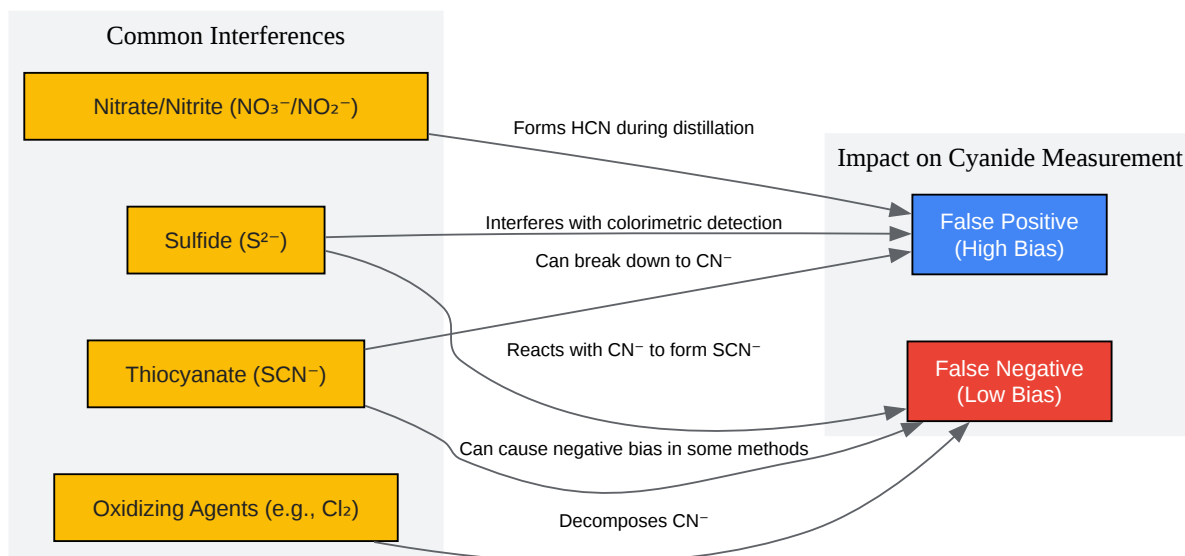 Common Interferences
Nitrate/Nitrite (NO₃⁻/NO₂⁻)
Forms HCN during distillation
Impact on Cyanide Measurement
Sulfide (S²⁻)
Interferes with colorimetric detection
False Positive
(High Bias)
Can break down to CN⁻
Thiocyanate (SCN⁻)
Reacts with CN⁻ to form SCN⁻
False Negative
(Low Bias)
Can cause negative bias in some methods
Oxidizing Agents (e.g., Cl₂)
Decomposes CN⁻